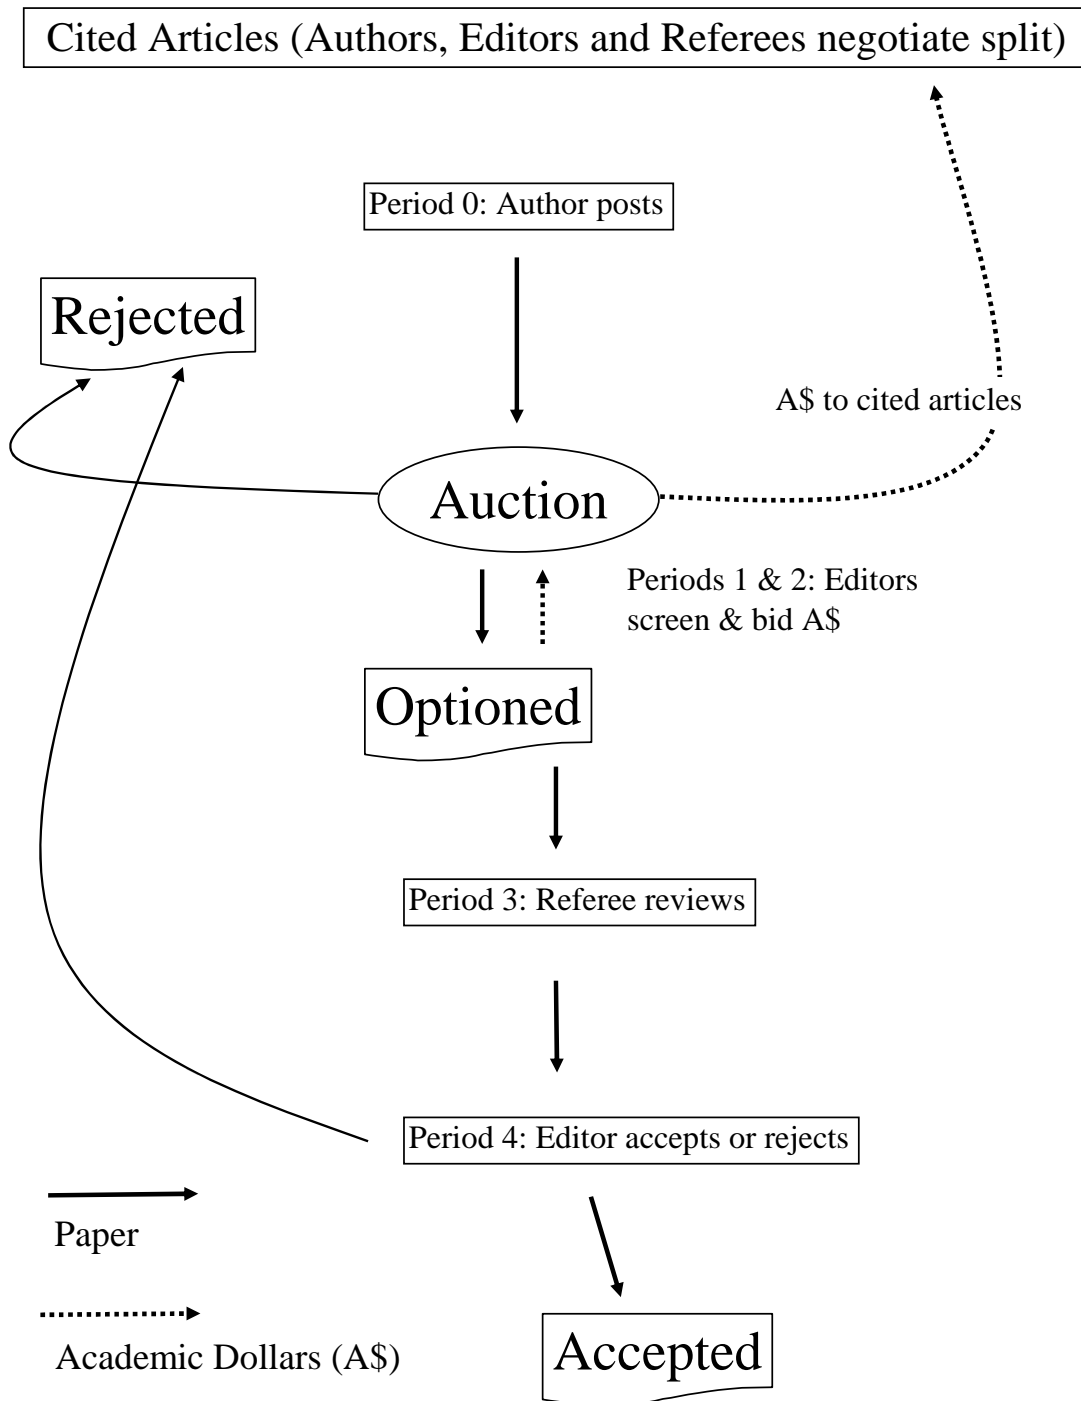 Cited Articles (Authors, Editors and Referees negotiate split)
Period 0: Author posts
Rejected
A$ to cited articles
Auction
Periods 1 & 2: Editors
screen & bid A$
Optioned
Period 3: Referee reviews
Period 4: Editor accepts or rejects
Paper
Academic Dollars (A$)
Accepted